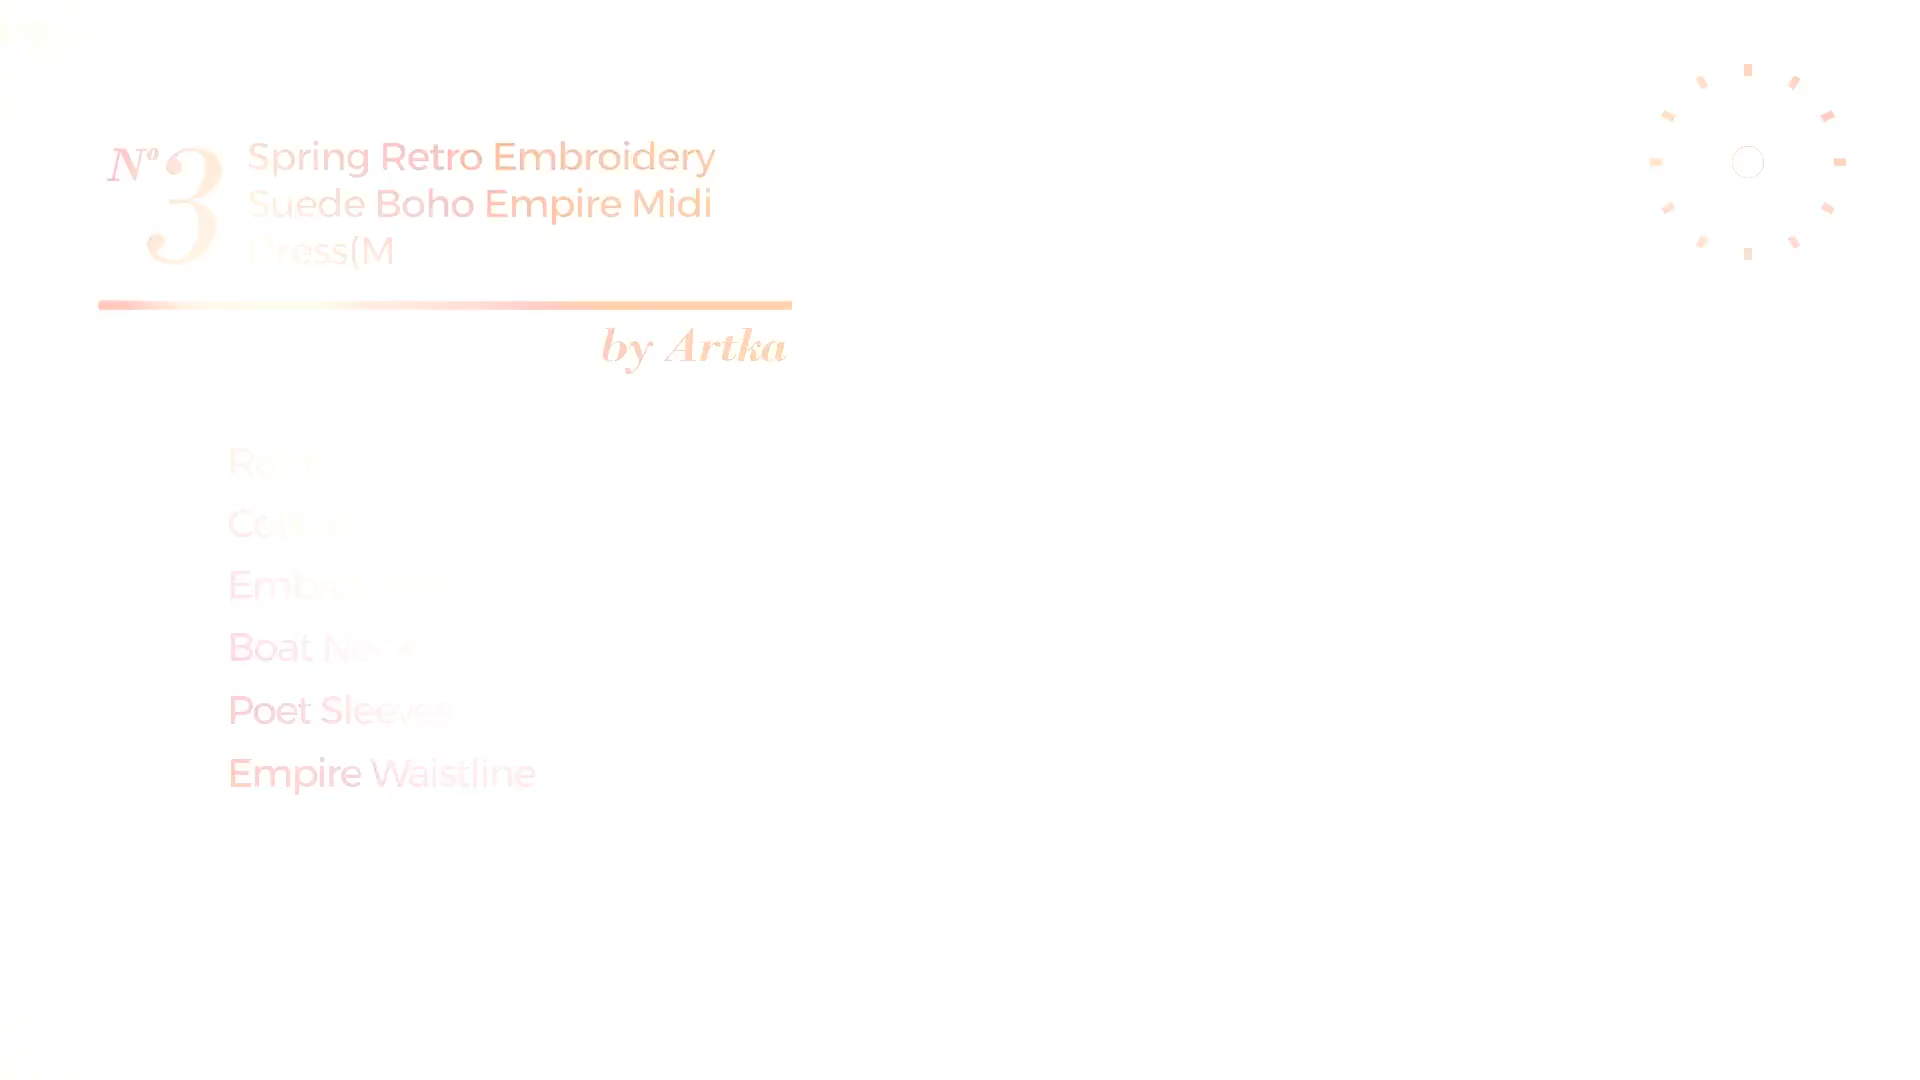 Nº 3
Spring Retro Embroidery
Suede Boho Empire Midi
Dress(M
by Artka
Boat Neck
Poet Sleeves
Empire Waistline